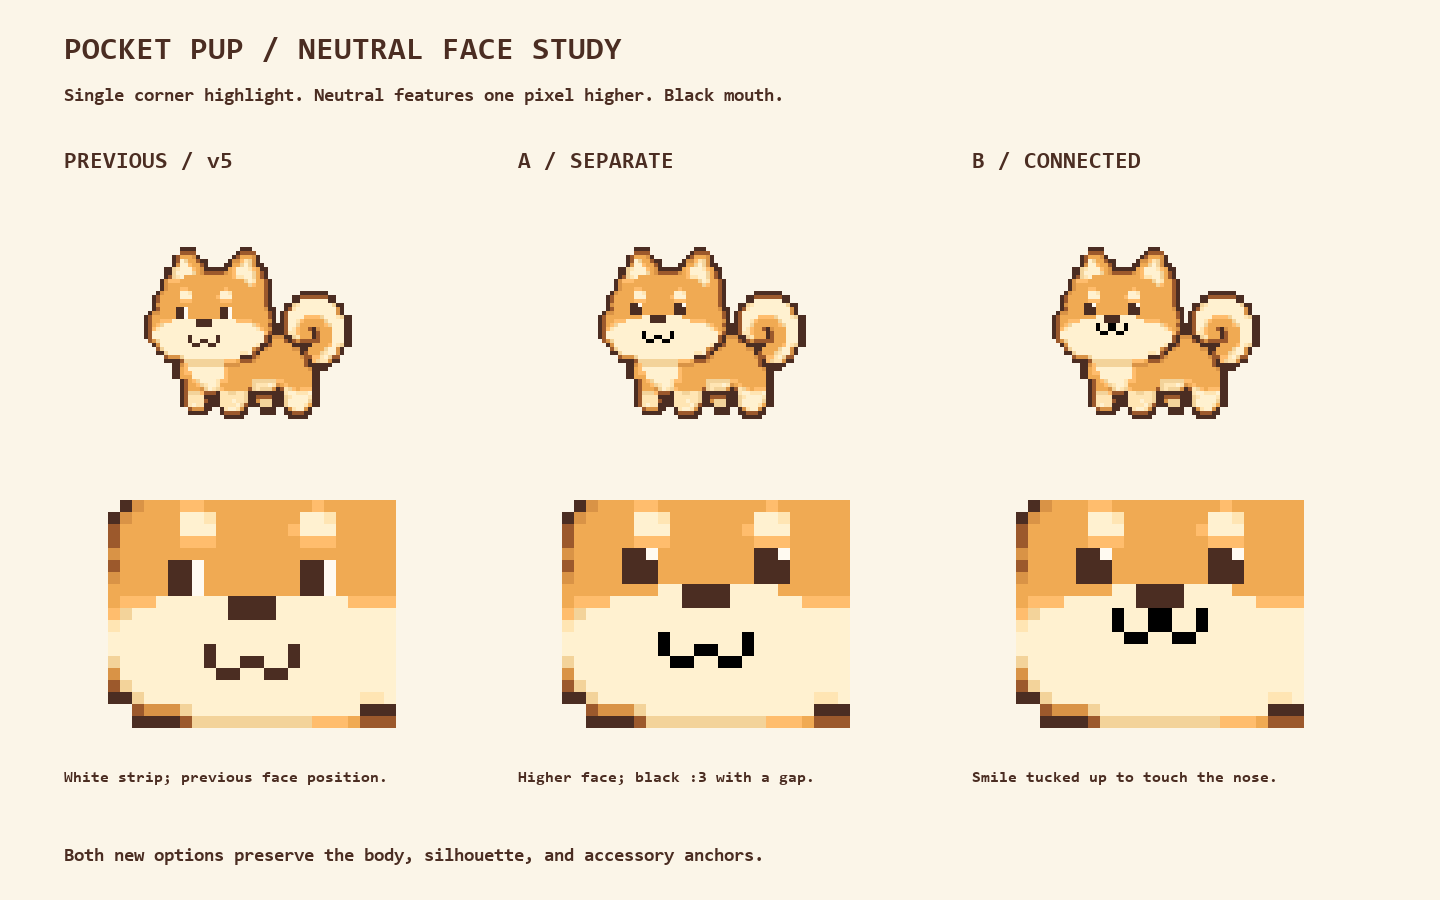 POCKET PUP / NEUTRAL FACE STUDY
Single corner highlight. Neutral features one pixel higher. Black mouth.
PREVIOUS / v5
A / SEPARATE
B / CONNECTED
White strip; previous face position.
Higher face; black :3 with a gap.
Smile tucked up to touch the nose.
Both new options preserve the body, silhouette, and accessory anchors.